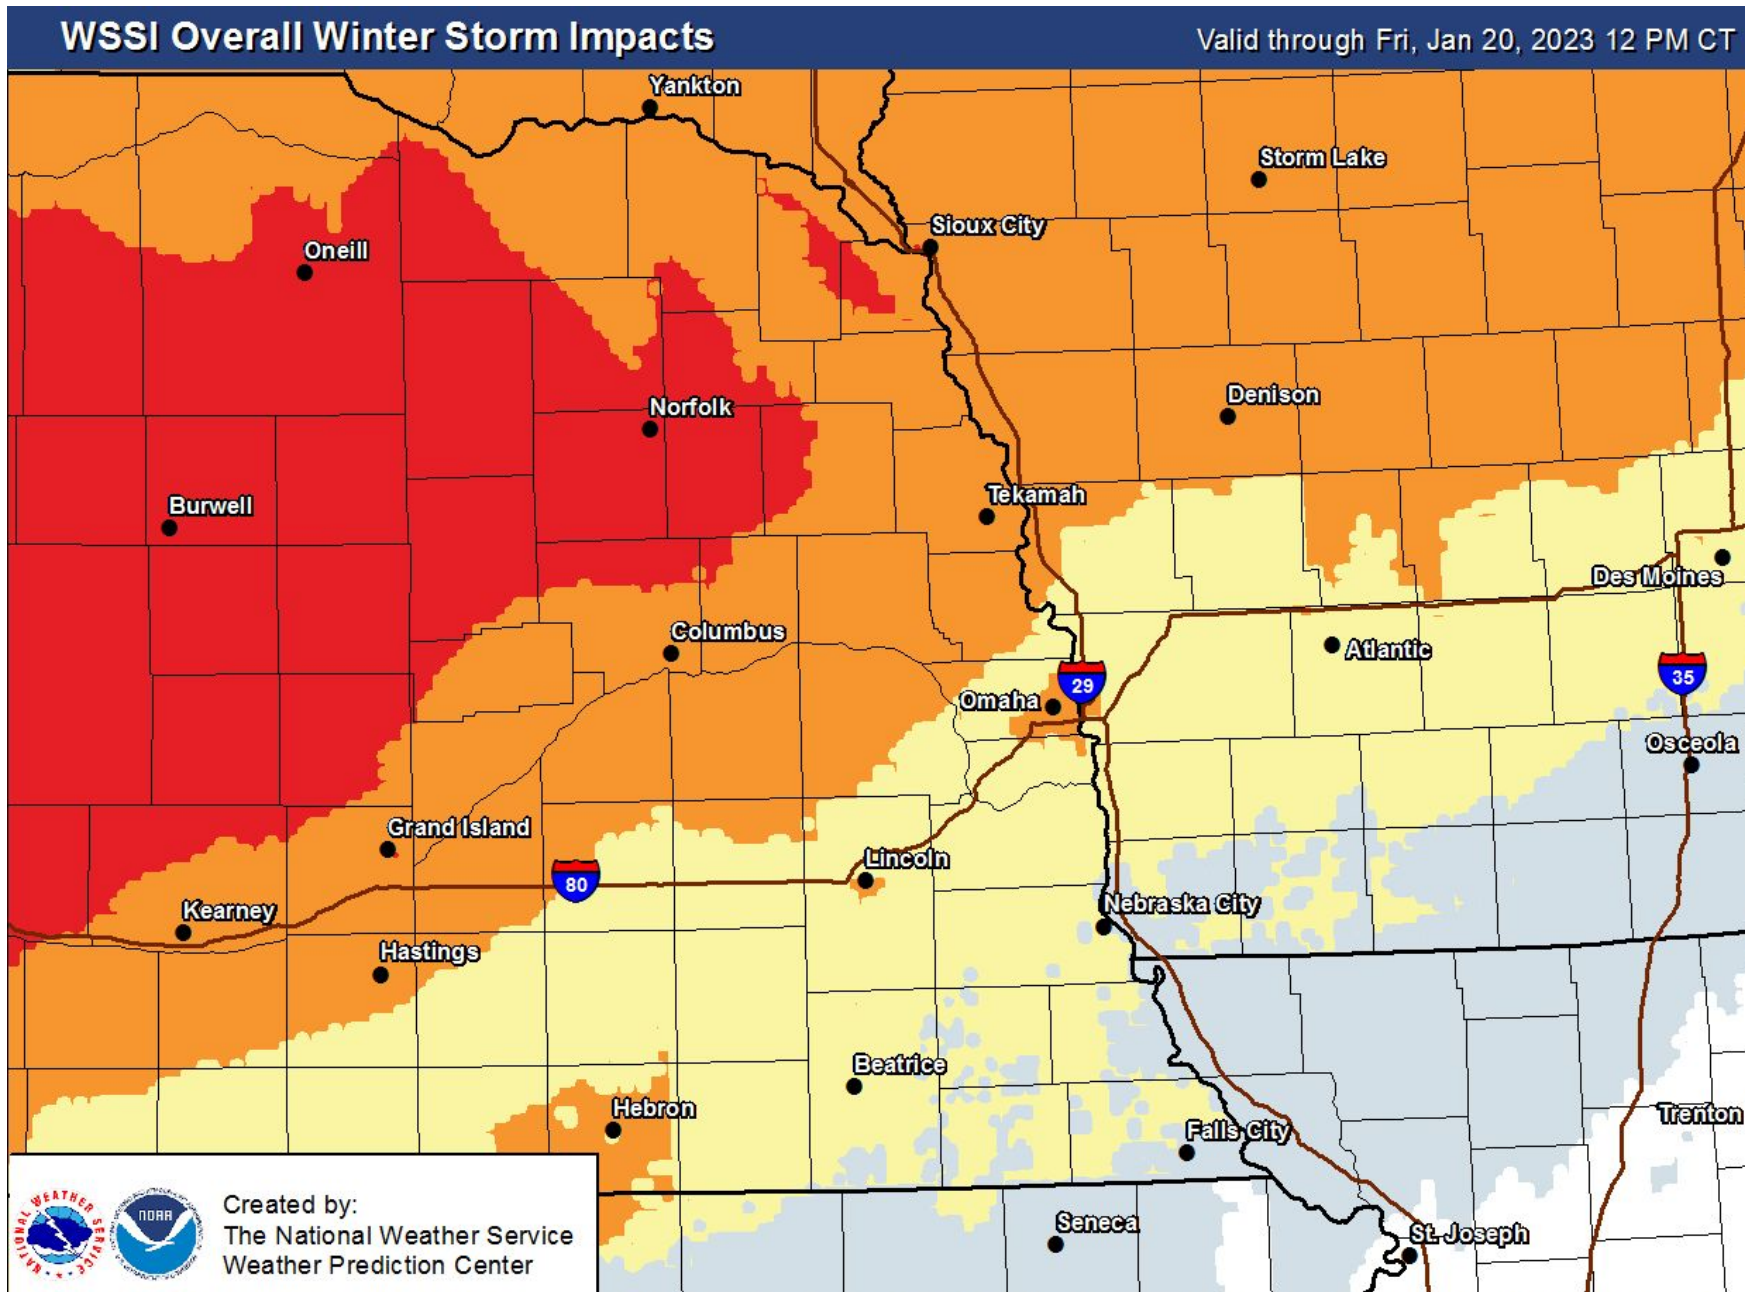 WSSI Overall Winter Storm Impacts
Valid through Fri, Jan 20, 2023 12 PM CT
Yankton
Storm Lake
Sioux City
Oneill
Denison
Norfolk
Tekamah
Burwell
Des Moines
Columbus
Atlantic
29
35
Omaha
Osceola
Grand Island
Lincoln
80
Kearney
Nebraska City
Hastings
Beatrice
Hebron
Trenton
Falls City
Seneca
St. Joseph
NATIONAL WEATHER SERVICE
NOAA
Created by:
The National Weather Service
Weather Prediction Center